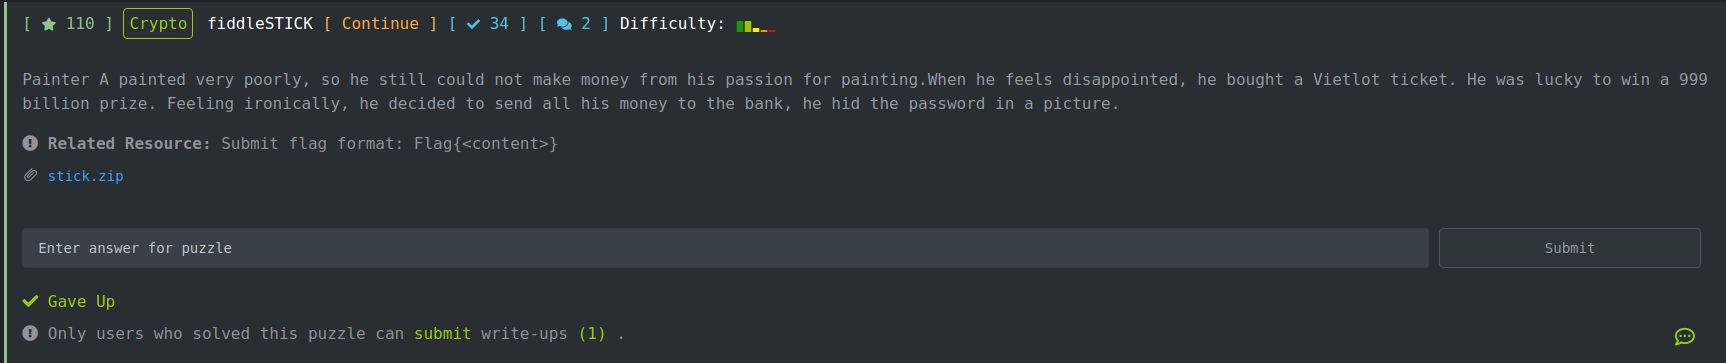 [ ★ 110 ] Crypto fiddleSTICK [ Continue ] [ ✓ 34 ] [ 2 ] Difficulty:
Painter A painted very poorly, so he still could not make money from his passion for painting.When he feels disappointed, he bought a Vietlot ticket. He was lucky to win a 999
billion prize. Feeling ironically, he decided to send all his money to the bank, he hid the password in a picture.
Related Resource: Submit flag format: Flag{<content>}
stick.zip
Enter answer for puzzle Submit
Gave Up
Only users who solved this puzzle can submit write-ups (1) .